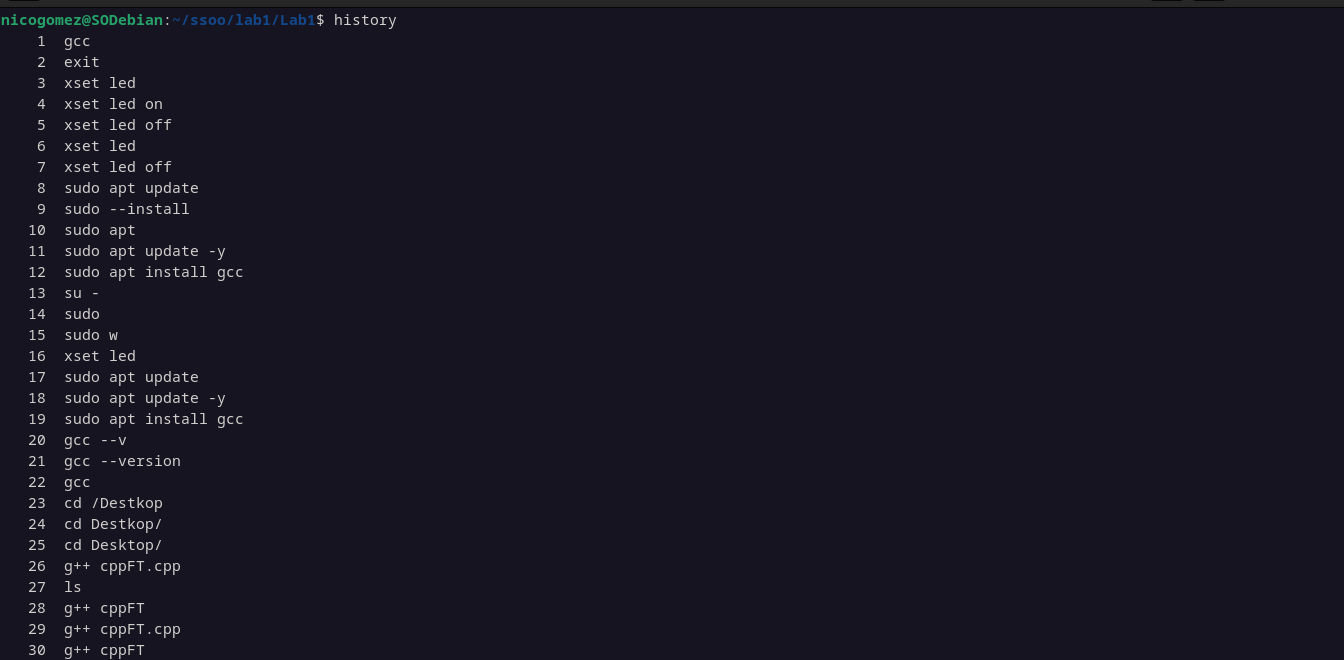 nicogomez@SODebian:~/ssoo/lab1/Lab1$ history
1 gcc
2 exit
3 xset led
4 xset led on
5 xset led off
6 xset led
7 xset led off
8 sudo apt update
9 sudo --install
10 sudo apt
11 sudo apt update -y
12 sudo apt install gcc
13 su -
14 sudo
15 sudo w
16 xset led
17 sudo apt update
18 sudo apt update -y
19 sudo apt install gcc
20 gcc --v
21 gcc --version
22 gcc
23 cd /Destkop
24 cd Destkop/
25 cd Desktop/
26 g++ cppFT.cpp
27 ls
28 g++ cppFT
29 g++ cppFT.cpp
30 g++ cppFT